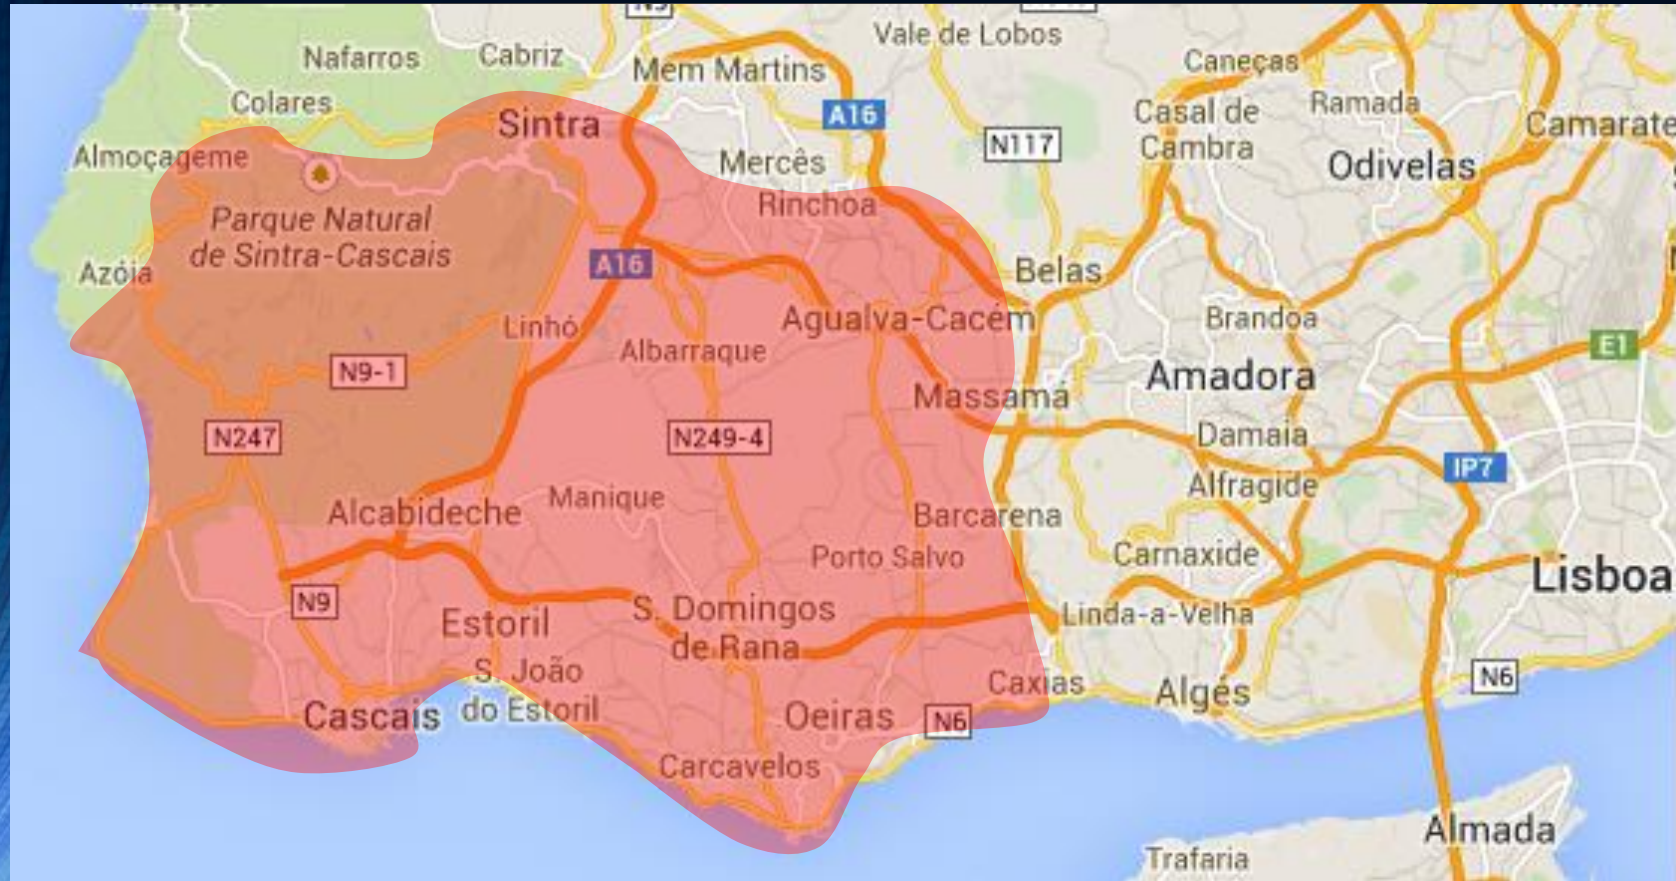 Nafarros
Cabriz
Vale de Lobos
Mem Martins
Caneças
Colares
A16
Casal de
Cambra
Ramada
Sintra
N117
Camarate
Almoçageme
Mercês
Odivelas
Rinchoa
Parque Natural
de Sintra-Cascais
Azóia
A16
Belas
Linhó
Agualva-Cacém
Brandoa
Albarraque
E1
N9-1
Amadora
Massamá
N247
N249-4
Damaia
IP7
Alfragide
Alcabideche
Manique
Barcarena
Porto Salvo
Carnaxide
Lisboa
N9
Estoril
S. Domingos
de Rana
Linda-a-Velha
S. João
do Estoril
Caxias
Algés
N6
Cascais
Oeiras
N6
Carcavelos
Almada
Trafaria